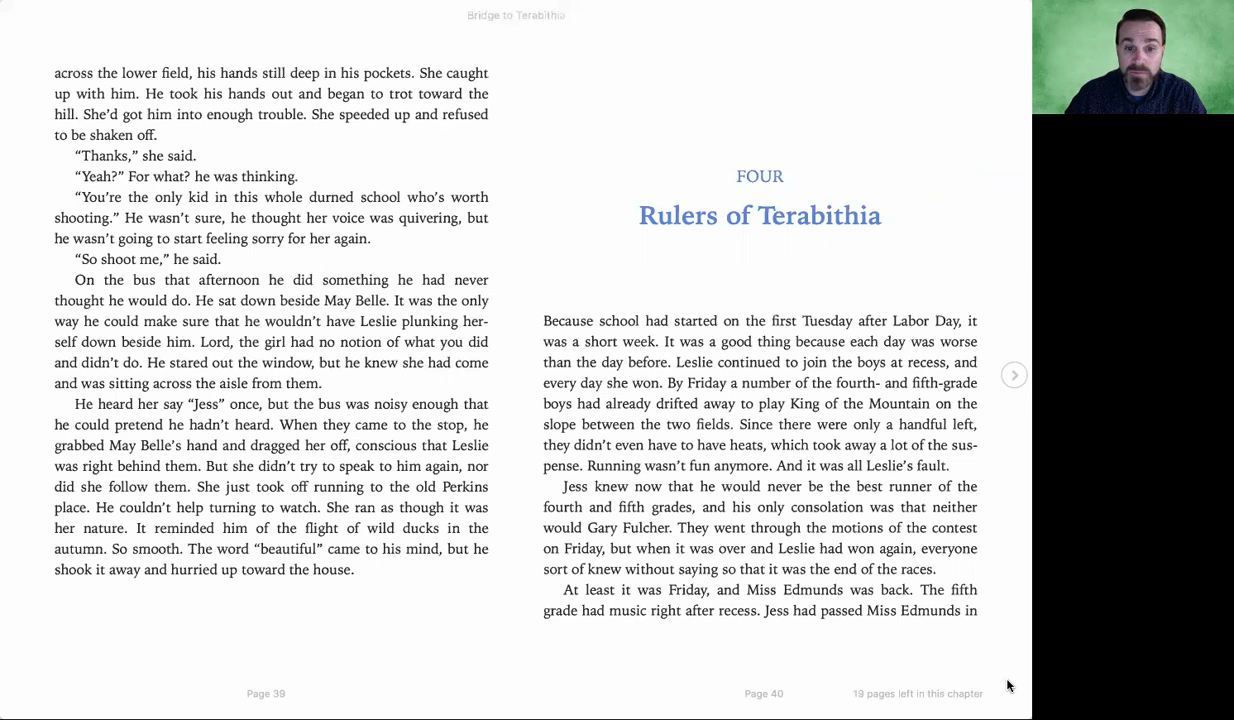 Bridge to Terabithia
across the lower field, his hands still deep in his pockets. She caught
up with him. He took his hands out and began to trot toward the
hill. She’d got him into enough trouble. She speeded up and refused
to be shaken off.
“Thanks,” she said.
“Yeah?” For what? he was thinking.
“You’re the only kid in this whole durned school who’s worth
shooting.” He wasn’t sure, he thought her voice was quivering, but
he wasn’t going to start feeling sorry for her again.
“So shoot me,” he said.
On the bus that afternoon he did something he had never
thought he would do. He sat down beside May Belle. It was the only
way he could make sure that he wouldn’t have Leslie plunking her-
self down beside him. Lord, the girl had no notion of what you did
and didn’t do. He stared out the window, but he knew she had come
and was sitting across the aisle from them.
He heard her say “Jess” once, but the bus was noisy enough that
he could pretend he hadn’t heard. When they came to the stop, he
grabbed May Belle’s hand and dragged her off, conscious that Leslie
was right behind them. But she didn’t try to speak to him again, nor
did she follow them. She just took off running to the old Perkins
place. He couldn’t help turning to watch. She ran as though it was
her nature. It reminded him of the flight of wild ducks in the
autumn. So smooth. The word “beautiful” came to his mind, but he
shook it away and hurried up toward the house.
Page 39
FOUR
Rulers of Terabithia
Because school had started on the first Tuesday after Labor Day, it
was a short week. It was a good thing because each day was worse
than the day before. Leslie continued to join the boys at recess, and
every day she won. By Friday a number of the fourth- and fifth-grade
boys had already drifted away to play King of the Mountain on the
slope between the two fields. Since there were only a handful left,
they didn’t even have to have heats, which took away a lot of the sus-
pense. Running wasn’t fun anymore. And it was all Leslie’s fault.
Jess knew now that he would never be the best runner of the
fourth and fifth grades, and his only consolation was that neither
would Gary Fulcher. They went through the motions of the contest
on Friday, but when it was over and Leslie had won again, everyone
sort of knew without saying so that it was the end of the races.
At least it was Friday, and Miss Edmunds was back. The fifth
grade had music right after recess. Jess had passed Miss Edmunds in
Page 40
19 pages left in this chapter